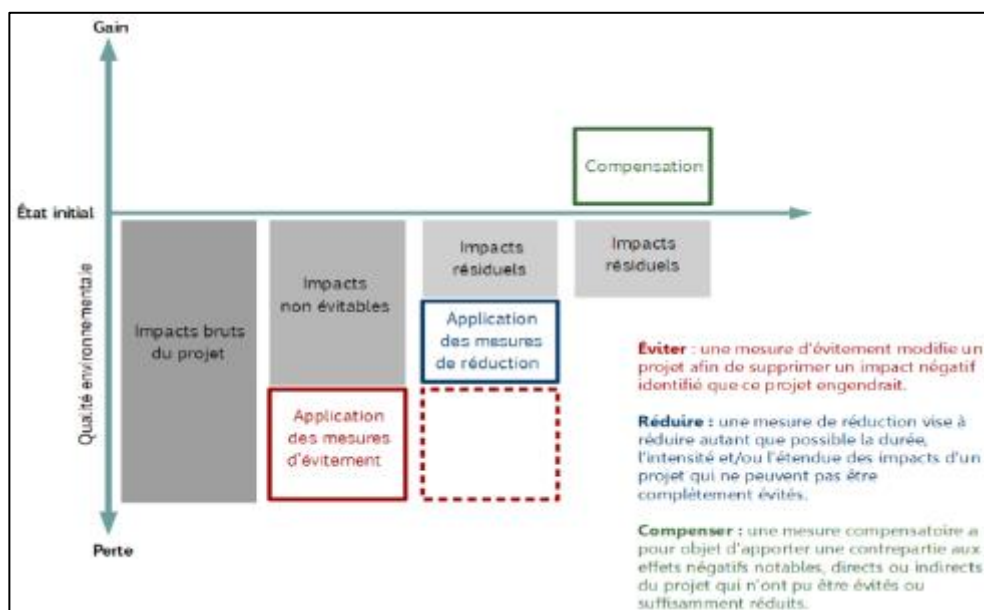 Gain
Compensation
État initial
Impacts bruts
du projet
Impacts
non évitables
Impacts
résiduels
Impacts
résiduels
Application
des mesures
de réduction
Application
des mesures
d'évitement
Qualité environnementale
Perte
Éviter : une mesure d'évitement modifie un
projet afin de supprimer un impact négatif
identifié que ce projet engendrait.
Réduire : une mesure de réduction vise à
réduire autant que possible la durée,
l'intensité et/ou l'étendue des impacts d'un
projet qui ne peuvent pas être
complètement évités.
Compenser : une mesure compensatoire a
pour objet d'apporter une contrepartie aux
effets négatifs notables, directs ou indirects
du projet qui n'ont pu être évités ou
suffisamment réduits.